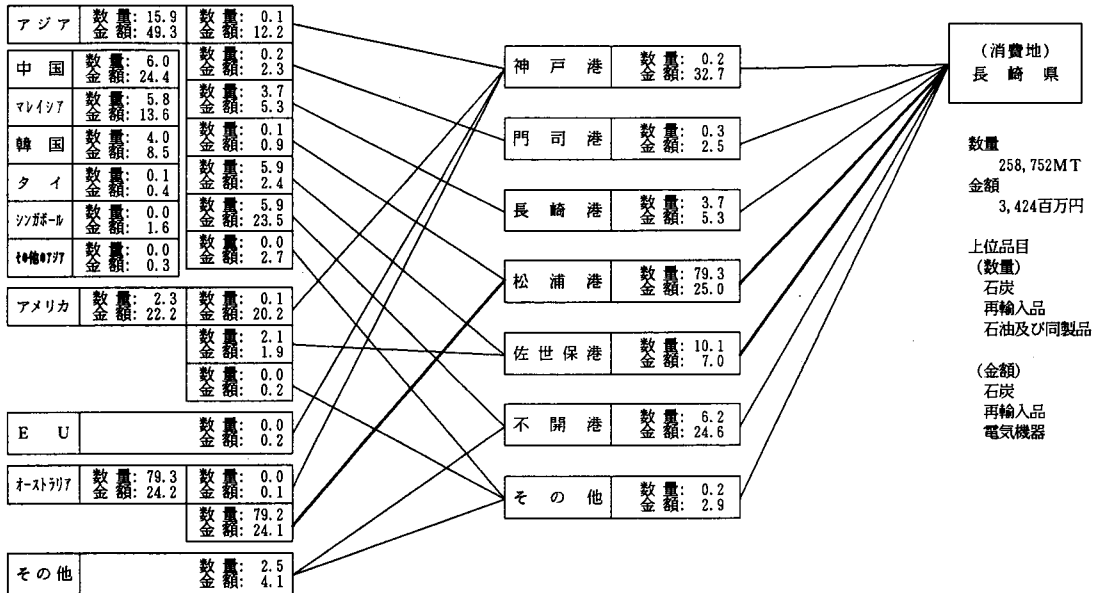 アジア 数量: 15.9 数量: 0.1
金額: 49.3 金額: 12.2
中国 数量: 6.0 数量: 0.2
金額: 24.4 金額: 2.3
マレイシア 数量: 5.8 数量: 3.7
金額: 13.6 金額: 5.3
韓国 数量: 4.0 数量: 0.1
金額: 8.5 金額: 0.9
タイ 数量: 0.1 数量: 5.9
金額: 0.4 金額: 2.4
シンガポール 数量: 0.0 数量: 5.9
金額: 1.6 金額: 23.5
その他のアジア 数量: 0.0 数量: 0.0
金額: 0.3 金額: 2.7
アメリカ 数量: 2.3 数量: 0.1
金額: 22.2 金額: 20.2
数量: 2.1
金額: 1.9
数量: 0.0
金額: 0.2
EU 数量: 0.0
金額: 0.2
オーストラリア 数量: 79.3 数量: 0.0
金額: 24.2 金額: 0.1
数量: 79.2
金額: 24.1
その他 数量: 2.5
金額: 4.1
神戸港 数量: 0.2
金額: 32.7
門司港 数量: 0.3
金額: 2.5
長崎港 数量: 3.7
金額: 5.3
松浦港 数量: 79.3
金額: 25.0
佐世保港 数量: 10.1
金額: 7.0
不開港 数量: 6.2
金額: 24.6
その他 数量: 0.2
金額: 2.9
(消費地)
長崎県
数量
258,752MT
金額
3,424百万円
上位品目
(数量)
石炭
再輸入品
石油及び同製品
(金額)
石炭
再輸入品
電気機器